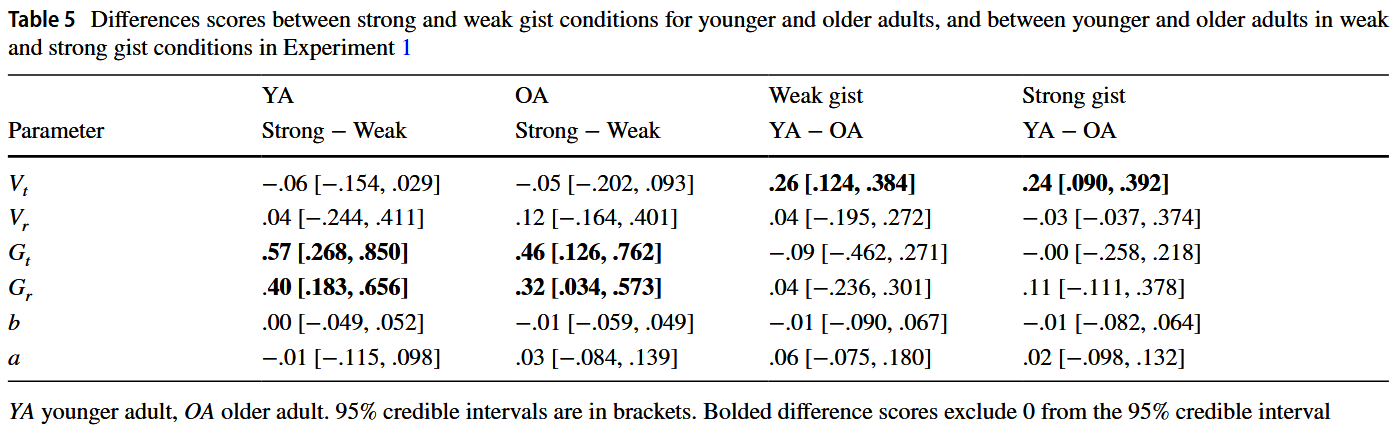 Table 5 Differences scores between strong and weak gist conditions for younger and older adults, and between younger and older adults in weak
and strong gist conditions in Experiment 1
YA OA Weak gist Strong gist
Parameter Strong − Weak Strong − Weak YA − OA YA − OA
Vt −.06 [−.154, .029] −.05 [−.202, .093] .26 [.124, .384] .24 [.090, .392]
Vr .04 [−.244, .411] .12 [−.164, .401] .04 [−.195, .272] −.03 [−.037, .374]
Gt .57 [.268, .850] .46 [.126, .762] −.09 [−.462, .271] −.00 [−.258, .218]
Gr .40 [.183, .656] .32 [.034, .573] .04 [−.236, .301] .11 [−.111, .378]
b .00 [−.049, .052] −.01 [−.059, .049] −.01 [−.090, .067] −.01 [−.082, .064]
a −.01 [−.115, .098] .03 [−.084, .139] .06 [−.075, .180] .02 [−.098, .132]
YA younger adult, OA older adult. 95% credible intervals are in brackets. Bolded difference scores exclude 0 from the 95% credible interval